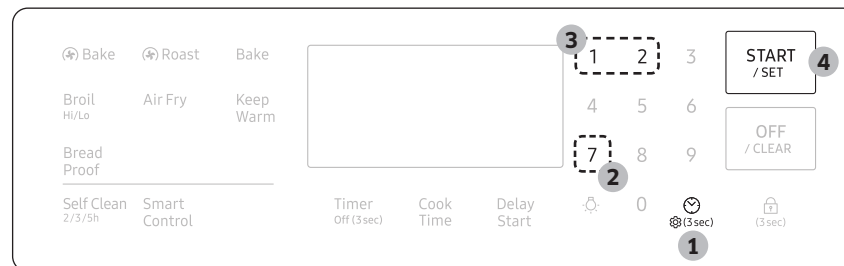 Bake Roast Bake
3
1 2 3
START
/ SET
4
Broil
Hi/Lo
Air Fry
Keep
Warm
4 5 6
OFF
/ CLEAR
Bread
Proof
7 8 9
2
Self Clean
2/3/5h
Smart
Control
Timer
Off (3 sec)
Cook
Time
Delay
Start
0
(3 sec)
(3 sec)
1